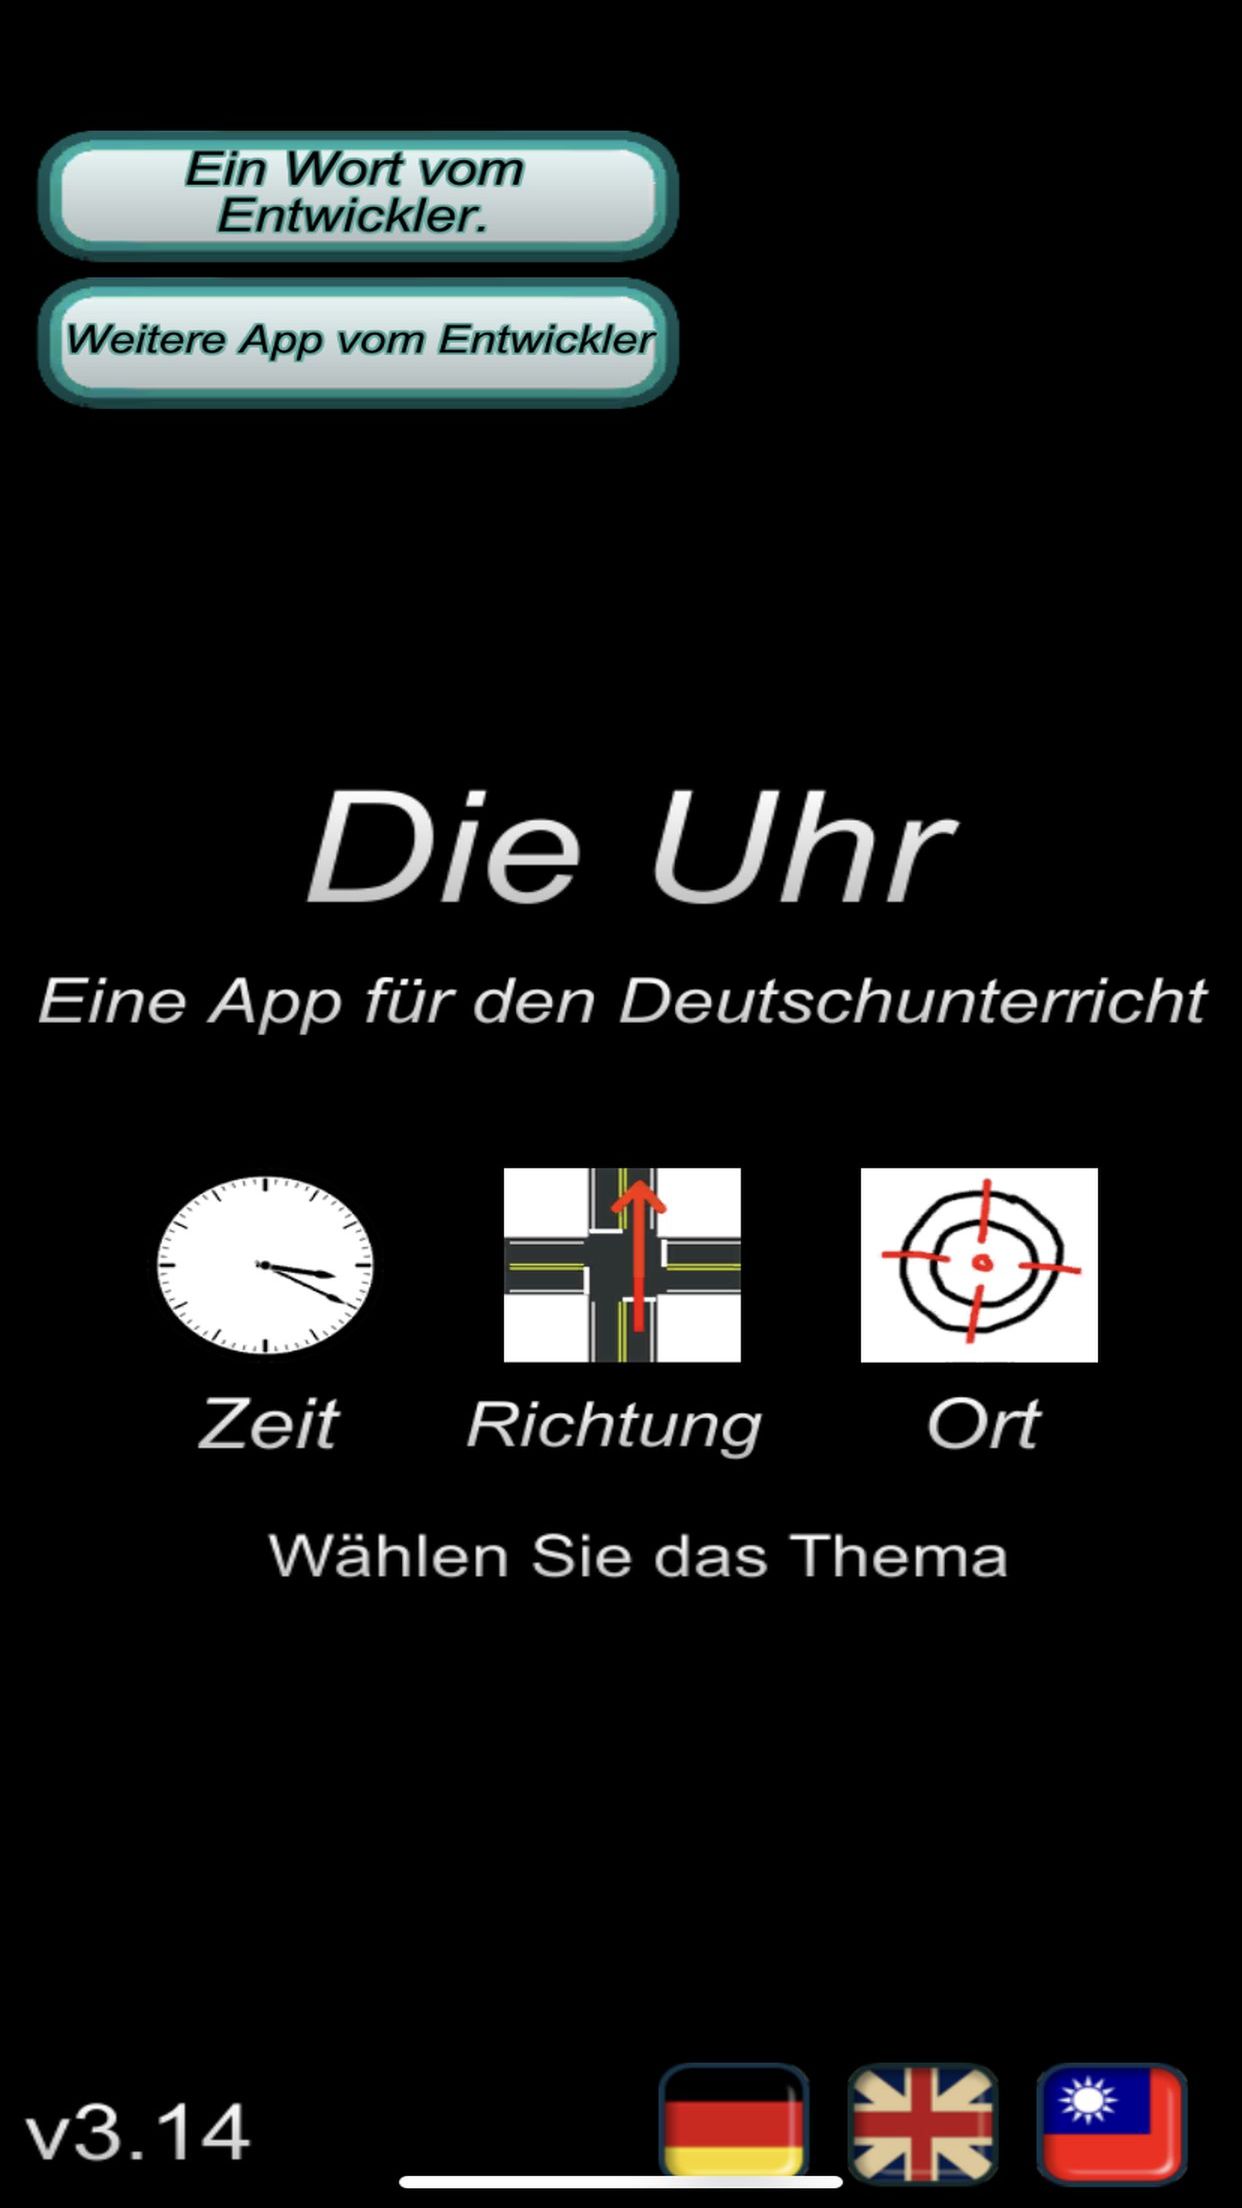 Ein Wort vom
Entwickler.
Weitere App vom Entwickler
Die Uhr
Eine App für den Deutschunterricht
Zeit
Richtung
Ort
Wählen Sie das Thema
v3.14